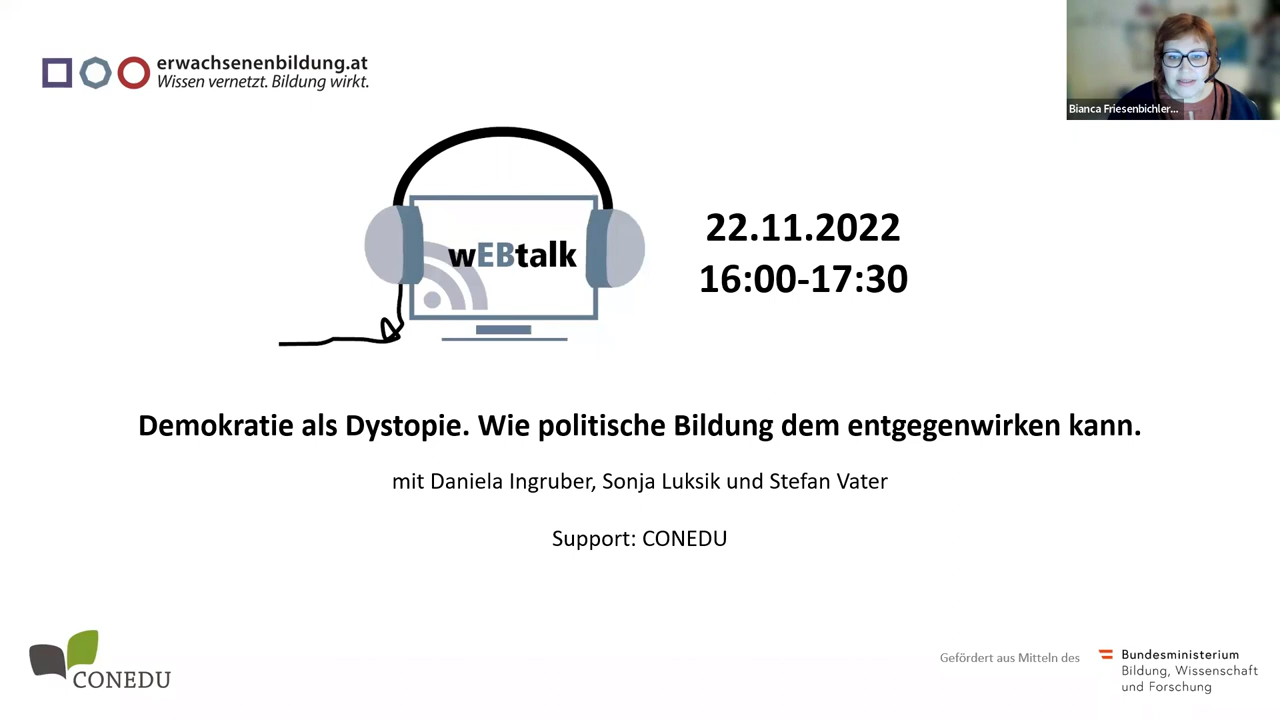 erwachsenenbildung.at
Wissen vernetzt. Bildung wirkt.
Bianca Friesenbichler...
wEBtalk
22.11.2022
16:00-17:30
Demokratie als Dystopie. Wie politische Bildung dem entgegenwirken kann.
mit Daniela Ingruber, Sonja Luksik und Stefan Vater
Support: CONEDU
CONEDU
Gefördert aus Mitteln des
Bundesministerium
Bildung, Wissenschaft
und Forschung